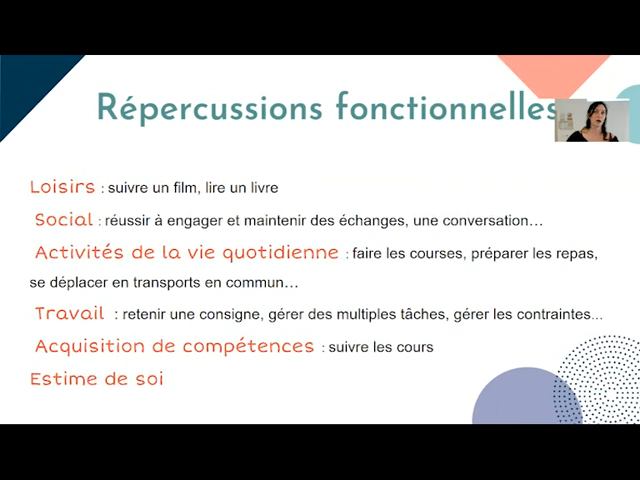 Répercussions fonctionnelles
Loisirs : suivre un film, lire un livre
Social : réussir à engager et maintenir des échanges, une conversation…
Activités de la vie quotidienne : faire les courses, préparer les repas,
se déplacer en transports en commun…
Travail : retenir une consigne, gérer des multiples tâches, gérer les contraintes...
Acquisition de compétences : suivre les cours
Estime de soi